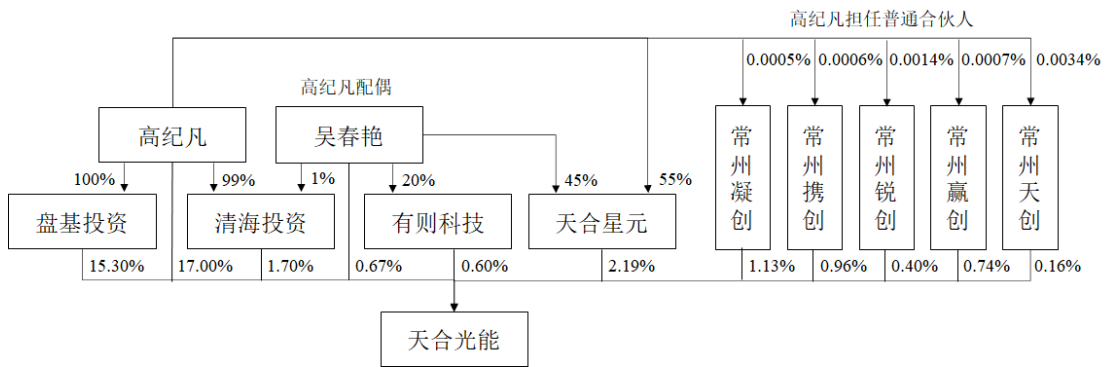 高纪凡担任普通合伙人
0.0005% 0.0006% 0.0014% 0.0007% 0.0034%
高纪凡配偶
高纪凡 吴春艳
100% 99% 1% 20% 45% 55%
盘基投资 清海投资 有则科技 天合星元
常州凝创
常州携创
常州锐创
常州赢创
常州天创
15.30% 17.00% 1.70% 0.67% 0.60% 2.19% 1.13% 0.96% 0.40% 0.74% 0.16%
天合光能